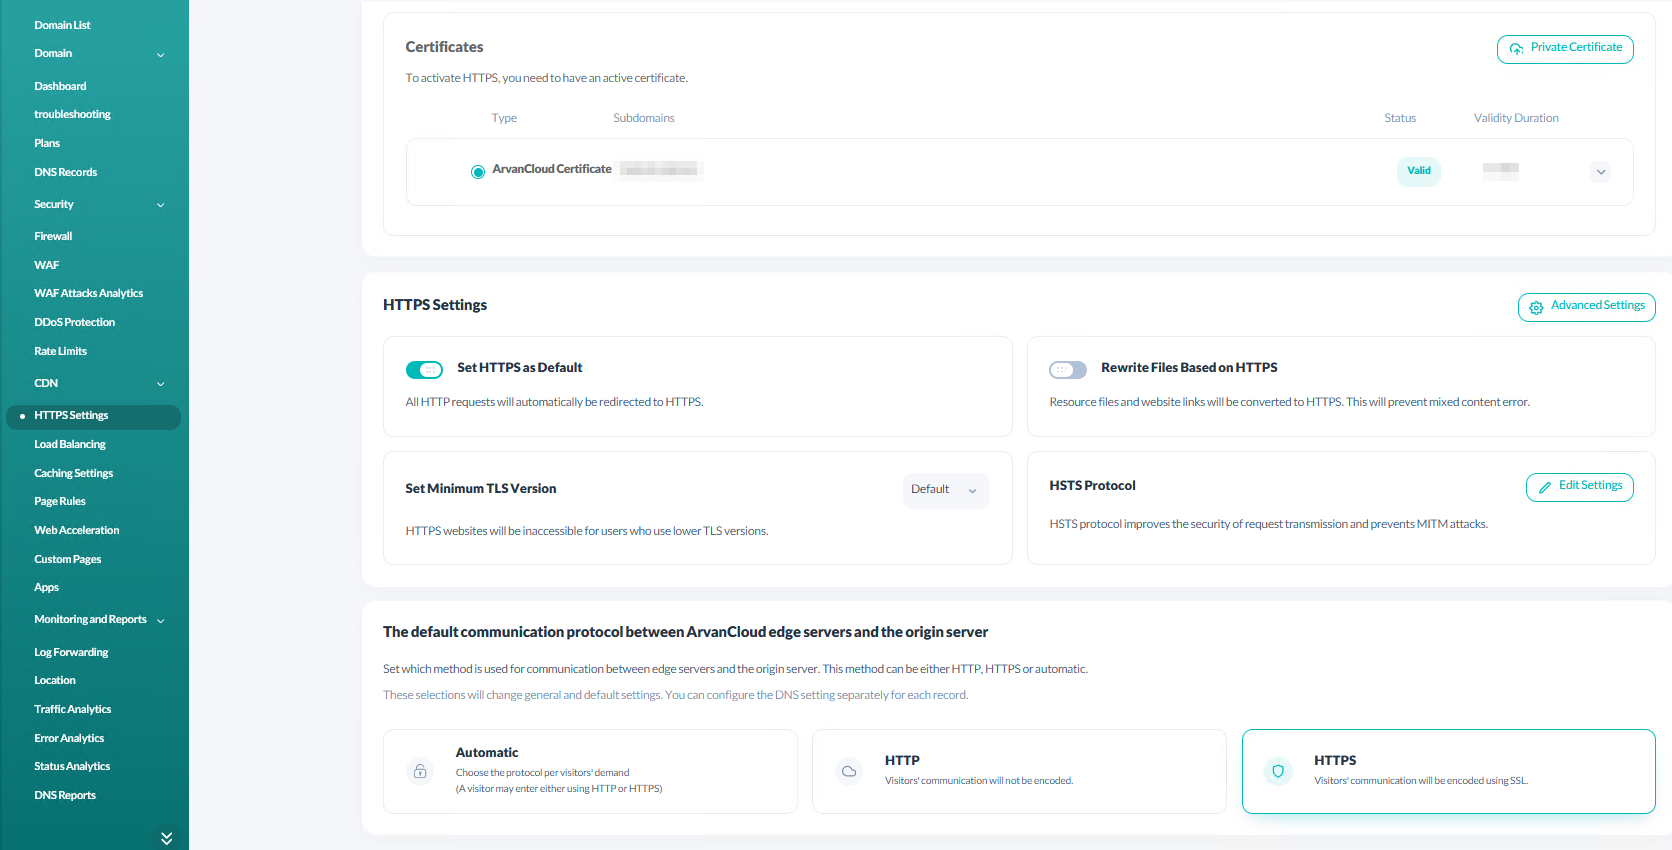 Domain List
Domain
Dashboard
troubleshooting
Plans
DNS Records
Security
Firewall
WAF
WAF Attacks Analytics
DDoS Protection
Rate Limits
CDN
HTTPS Settings
Load Balancing
Caching Settings
Page Rules
Web Acceleration
Custom Pages
Apps
Monitoring and Reports
Log Forwarding
Location
Traffic Analytics
Error Analytics
Status Analytics
DNS Reports
Certificates
Private Certificate
To activate HTTPS, you need to have an active certificate.
Type Subdomains Status Validity Duration
ArvanCloud Certificate Valid
HTTPS Settings
Advanced Settings
Set HTTPS as Default
All HTTP requests will automatically be redirected to HTTPS.
Rewrite Files Based on HTTPS
Resource files and website links will be converted to HTTPS. This will prevent mixed content error.
Set Minimum TLS Version
Default
HTTPS websites will be inaccessible for users who use lower TLS versions.
HSTS Protocol
Edit Settings
HSTS protocol improves the security of request transmission and prevents MITM attacks.
The default communication protocol between ArvanCloud edge servers and the origin server
Set which method is used for communication between edge servers and the origin server. This method can be either HTTP, HTTPS or automatic.
These selections will change general and default settings. You can configure the DNS setting separately for each record.
Automatic
Choose the protocol per visitors' demand
(A visitor may enter either using HTTP or HTTPS)
HTTP
Visitors' communication will not be encoded.
HTTPS
Visitors' communication will be encoded using SSL.